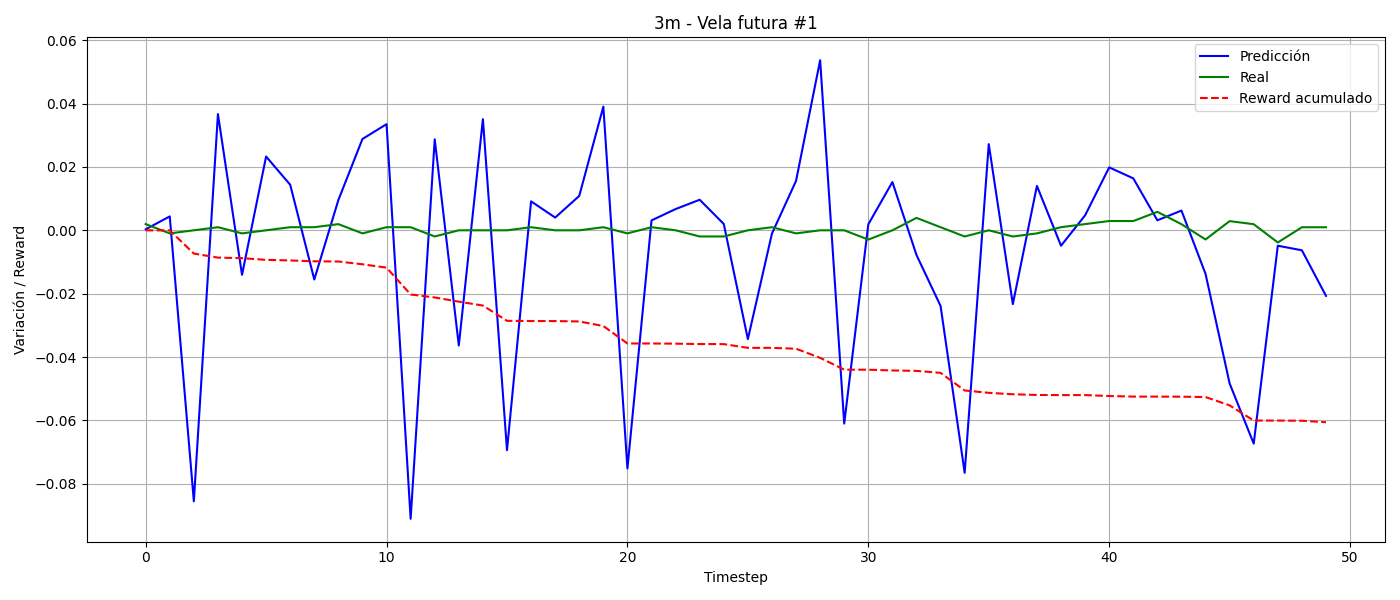 3m - Vela futura #1
Predicción
Real
Reward acumulado
Variación / Reward
0.06
0.04
0.02
0.00
−0.02
−0.04
−0.06
−0.08
0 10 20 30 40 50
Timestep